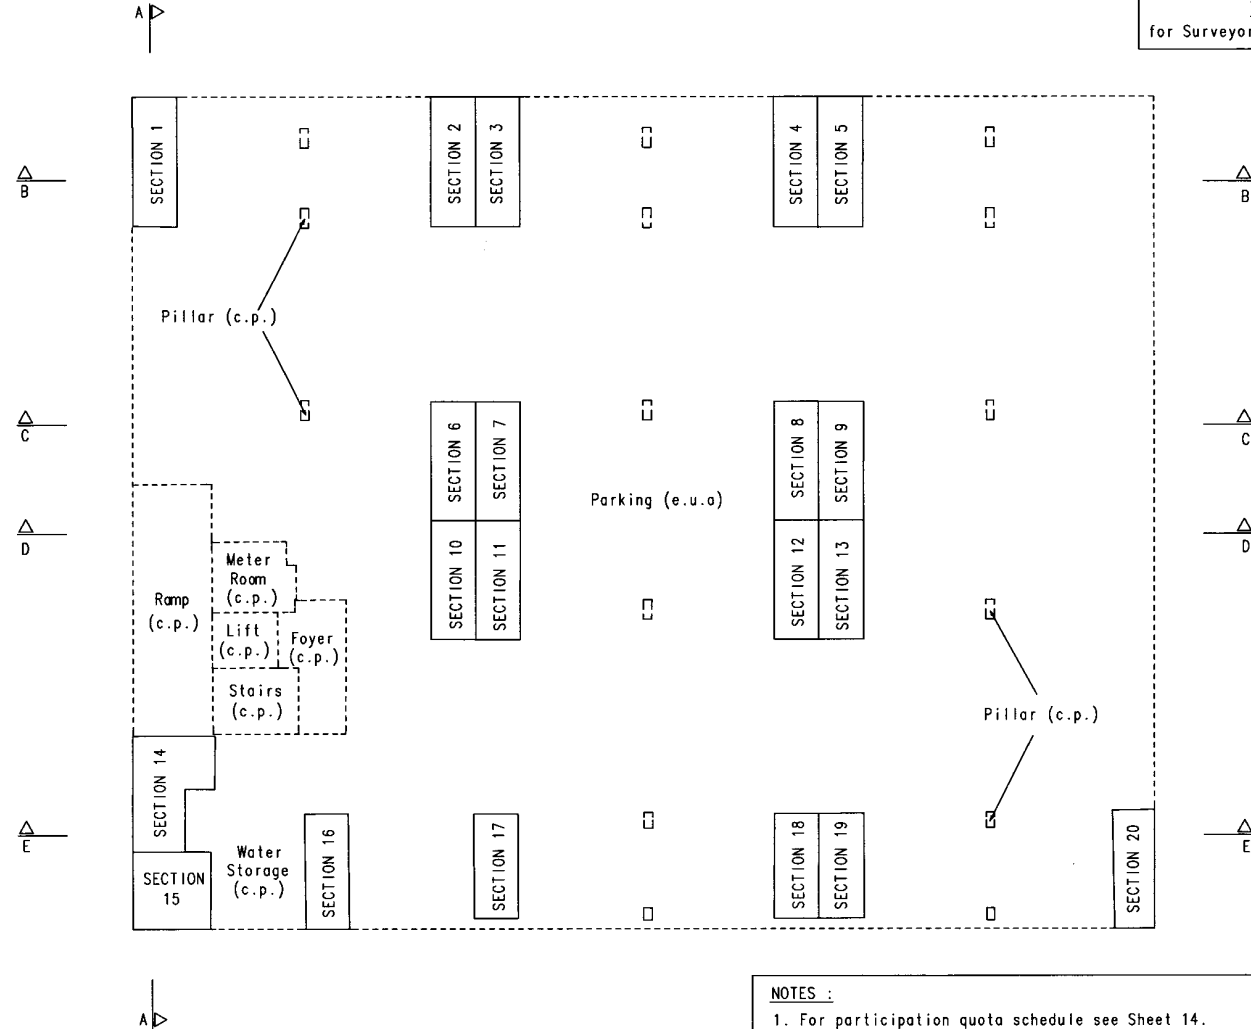 A
for Surveyor
SECTION 1
SECTION 2
SECTION 3
SECTION 4
SECTION 5
B
B
Pillar (c.p.)
C
C
SECTION 6
SECTION 7
SECTION 8
SECTION 9
Parking (e.u.a)
D
D
SECTION 10
SECTION 11
SECTION 12
SECTION 13
Meter
Room
(c.p.)
Ramp
(c.p.)
Lift
(c.p.)
Foyer
(c.p.)
Stairs
(c.p.)
Pillar (c.p.)
SECTION 14
E
E
SECTION
15
Water
Storage
(c.p.)
SECTION 16
SECTION 17
SECTION 18
SECTION 19
SECTION 20
A
NOTES :
1. For participation quota schedule see Sheet 14.